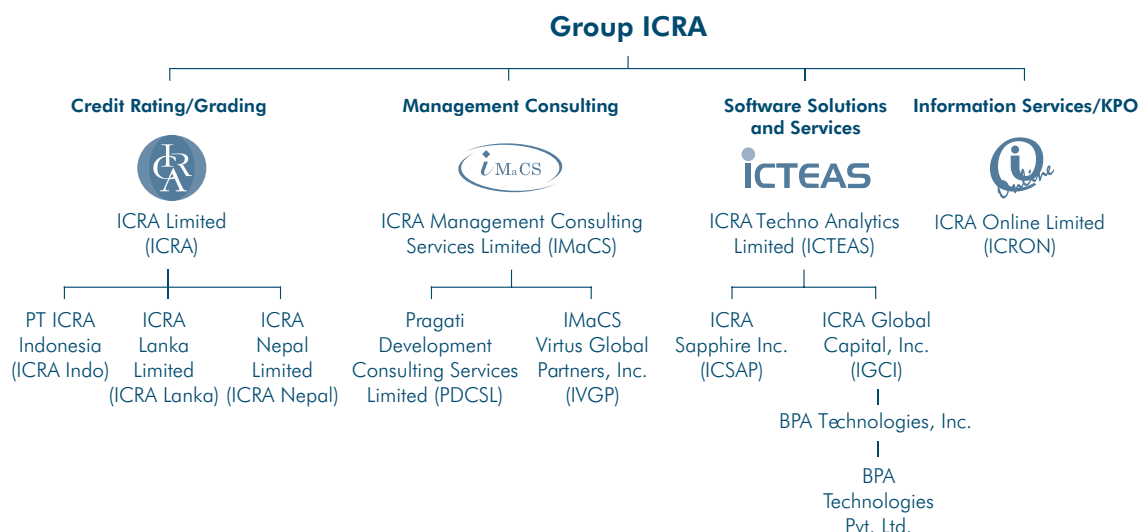 Group ICRA
Credit Rating/Grading
ICRA
ICRA Limited
(ICRA)
PT ICRA
Indonesia
(ICRA Indo)
ICRA
Lanka
Limited
(ICRA Lanka)
ICRA
Nepal
Limited
(ICRA Nepal)
Management Consulting
iMaCS
ICRA Management Consulting
Services Limited (IMaCS)
Pragati
Development
Consulting Services
Limited (PDCSL)
IMaCS
Virtus Global
Partners, Inc.
(IVGP)
Software Solutions
and Services
iCTEAS
ICRA Techno Analytics
Limited (ICTEAS)
ICRA
Sapphire Inc.
(ICSAP)
ICRA Global
Capital, Inc.
(IGCI)
BPA Technologies, Inc.
BPA
Technologies
Pvt. Ltd.
Information Services/KPO
i
Online
ICRA Online Limited
(ICRON)